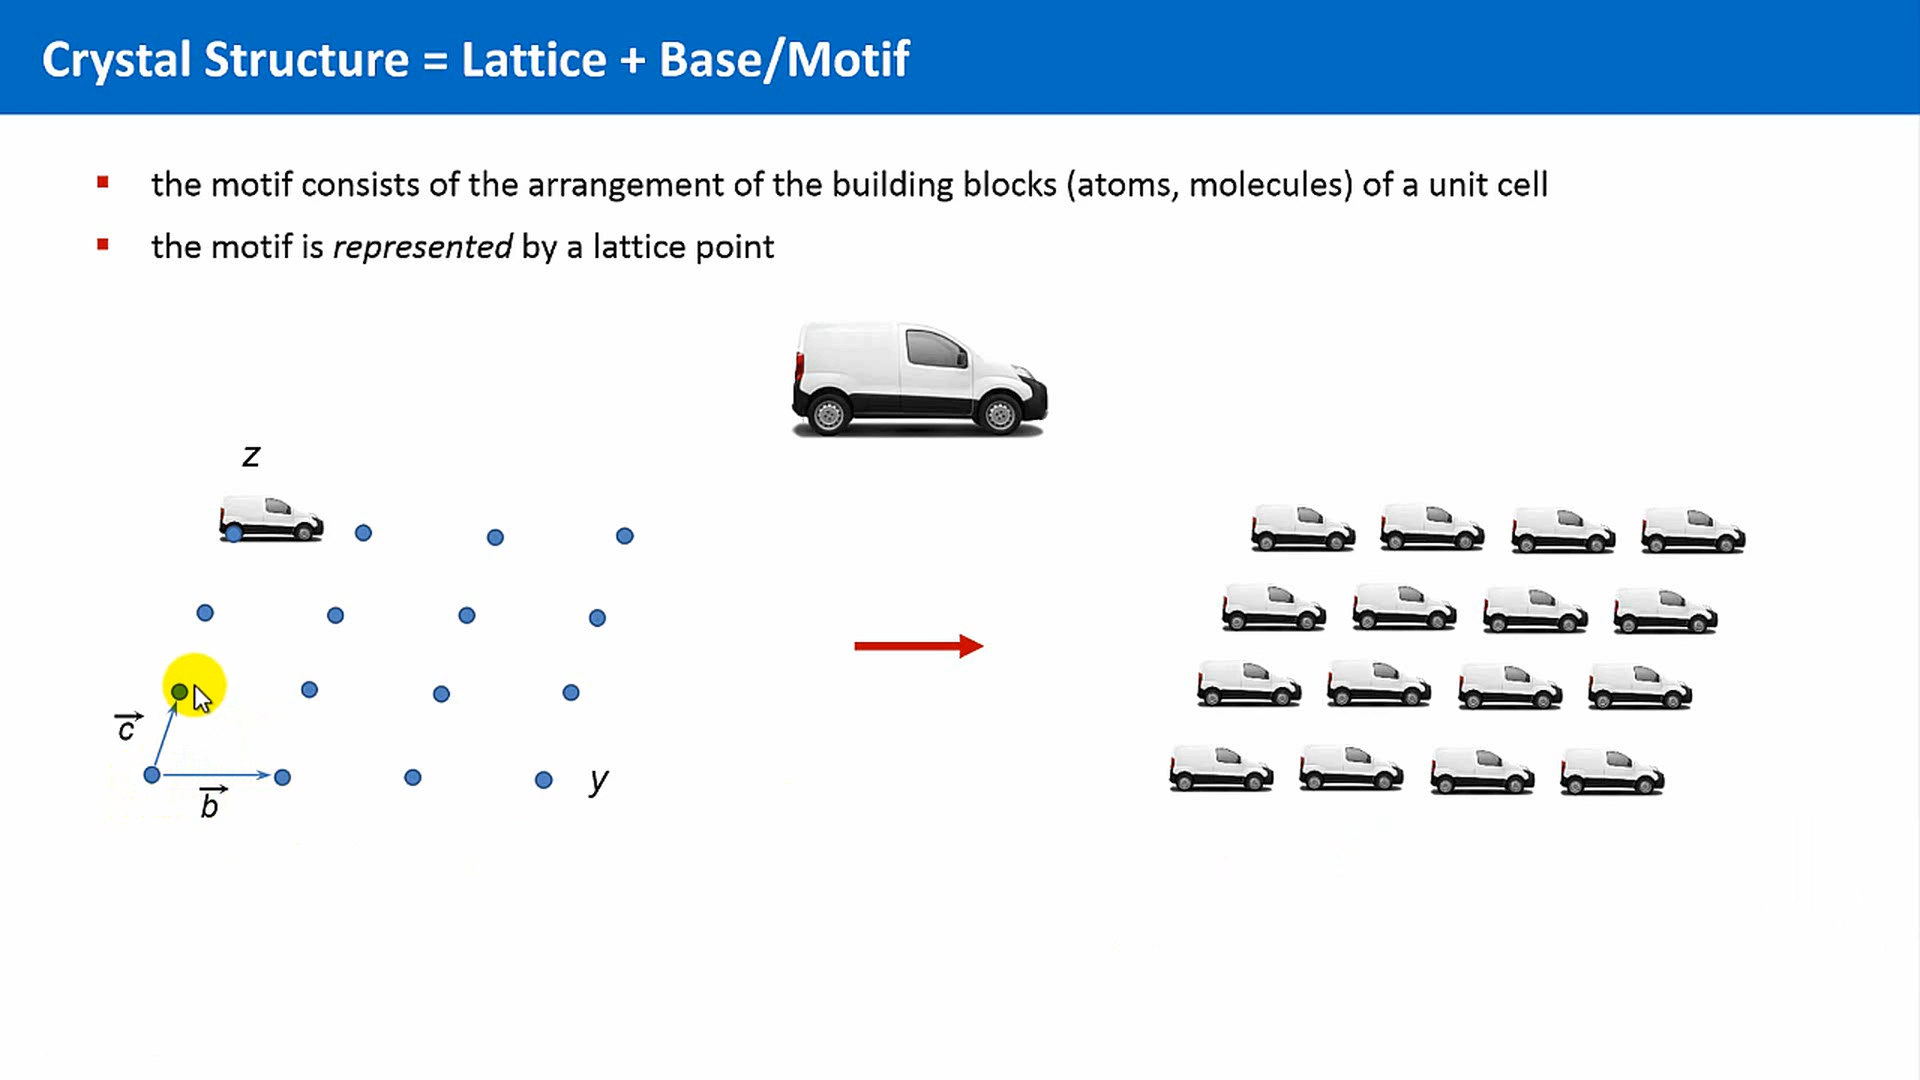 Crystal Structure = Lattice + Base/Motif
▪ the motif consists of the arrangement of the building blocks (atoms, molecules) of a unit cell
▪ the motif is represented by a lattice point
z
c
y
b